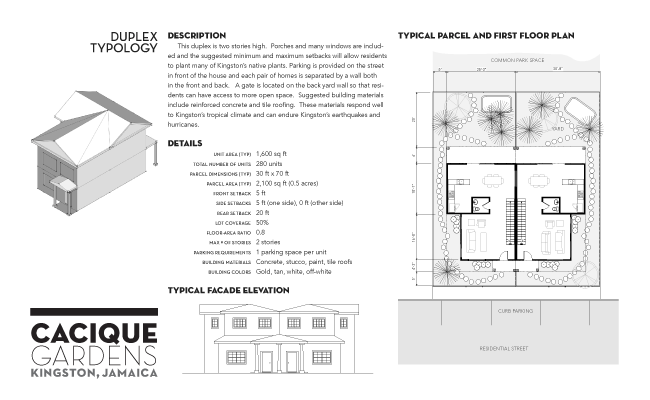 DUPLEX
TYPOLOGY
DESCRIPTION
This duplex is two stories high. Porches and many windows are includ-
ed and the suggested minimum and maximum setbacks will allow residents
to plant many of Kingston's native plants. Parking is provided on the street
in front of the house and each pair of homes is separated by a wall both
in the front and back. A gate is located on the back yard wall so that resi-
dents can have access to more open space. Suggested building materials
include reinforced concrete and tile roofing. These materials respond well
to Kingston's tropical climate and can endure Kingston's earthquakes and
hurricanes.
DETAILS
UNIT AREA (TYP) 1,600 sq ft
TOTAL NUMBER OF UNITS 280 units
PARCEL DIMENSIONS (TYP) 30 ft x 70 ft
PARCEL AREA (TYP) 2,100 sq ft (0.5 acres)
FRONT SETBACK 5 ft
SIDE SETBACKS 5 ft (one side), 0 ft (other side)
REAR SETBACK 20 ft
LOT COVERAGE 50%
FLOOR-AREA RATIO 0.8
MAX # OF STORIES 2 stories
PARKING REQUIREMENTS 1 parking space per unit
BUILDING MATERIALS Concrete, stucco, paint, tile roofs
BUILDING COLORS Gold, tan, white, off-white
TYPICAL FACADE ELEVATION
TYPICAL PARCEL AND FIRST FLOOR PLAN
COMMON PARK SPACE
YARD
CURB PARKING
RESIDENTIAL STREET
CACIQUE
GARDENS
KINGSTON, JAMAICA